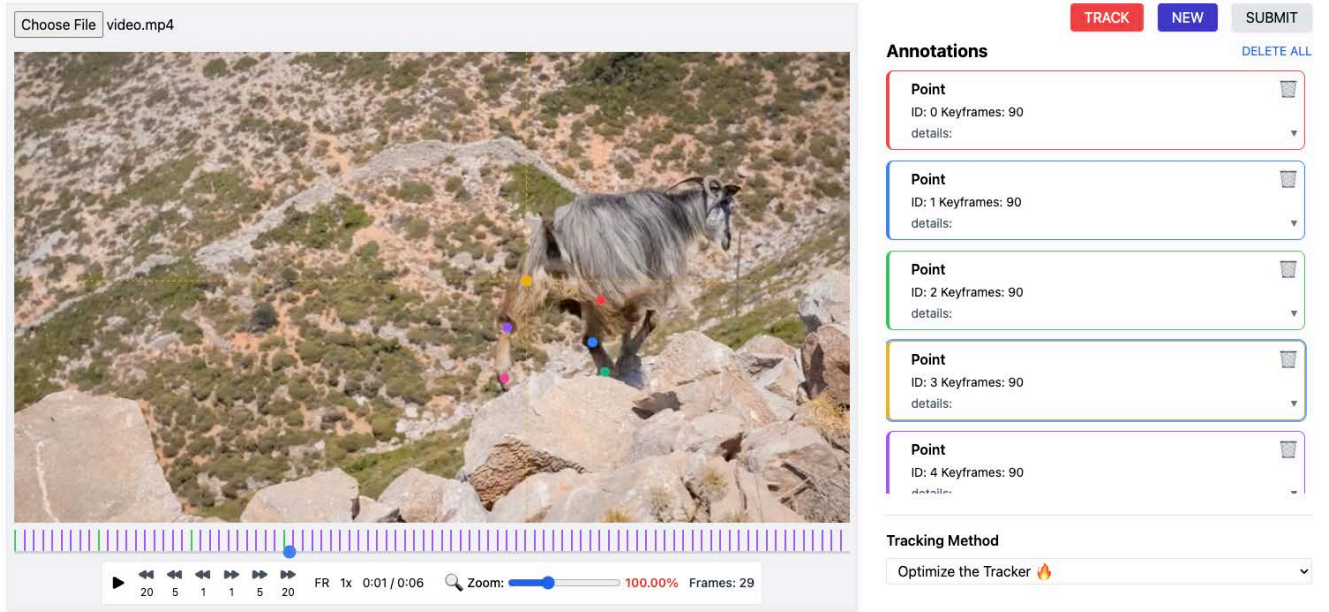 Choose File video.mp4
TRACK NEW SUBMIT
Annotations DELETE ALL
Point
ID: 0 Keyframes: 90
details:
Point
ID: 1 Keyframes: 90
details:
Point
ID: 2 Keyframes: 90
details:
Point
ID: 3 Keyframes: 90
details:
Point
ID: 4 Keyframes: 90
details:
20 5 1 1 5 20 FR 1x 0:01 / 0:06 Zoom: 100.00% Frames: 29
Tracking Method
Optimize the Tracker 🔥